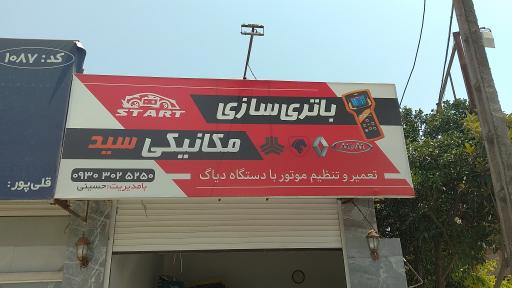 کد: ۱۰۸۷
قلی‌پور:
باتری‌سازی
START
مکانیکی سید
تعمیر و تنظیم موتور با دستگاه دیاگ
۰۹۳۰ ۳۰۲ ۵۲۵۰
بامدیریت: حسینی